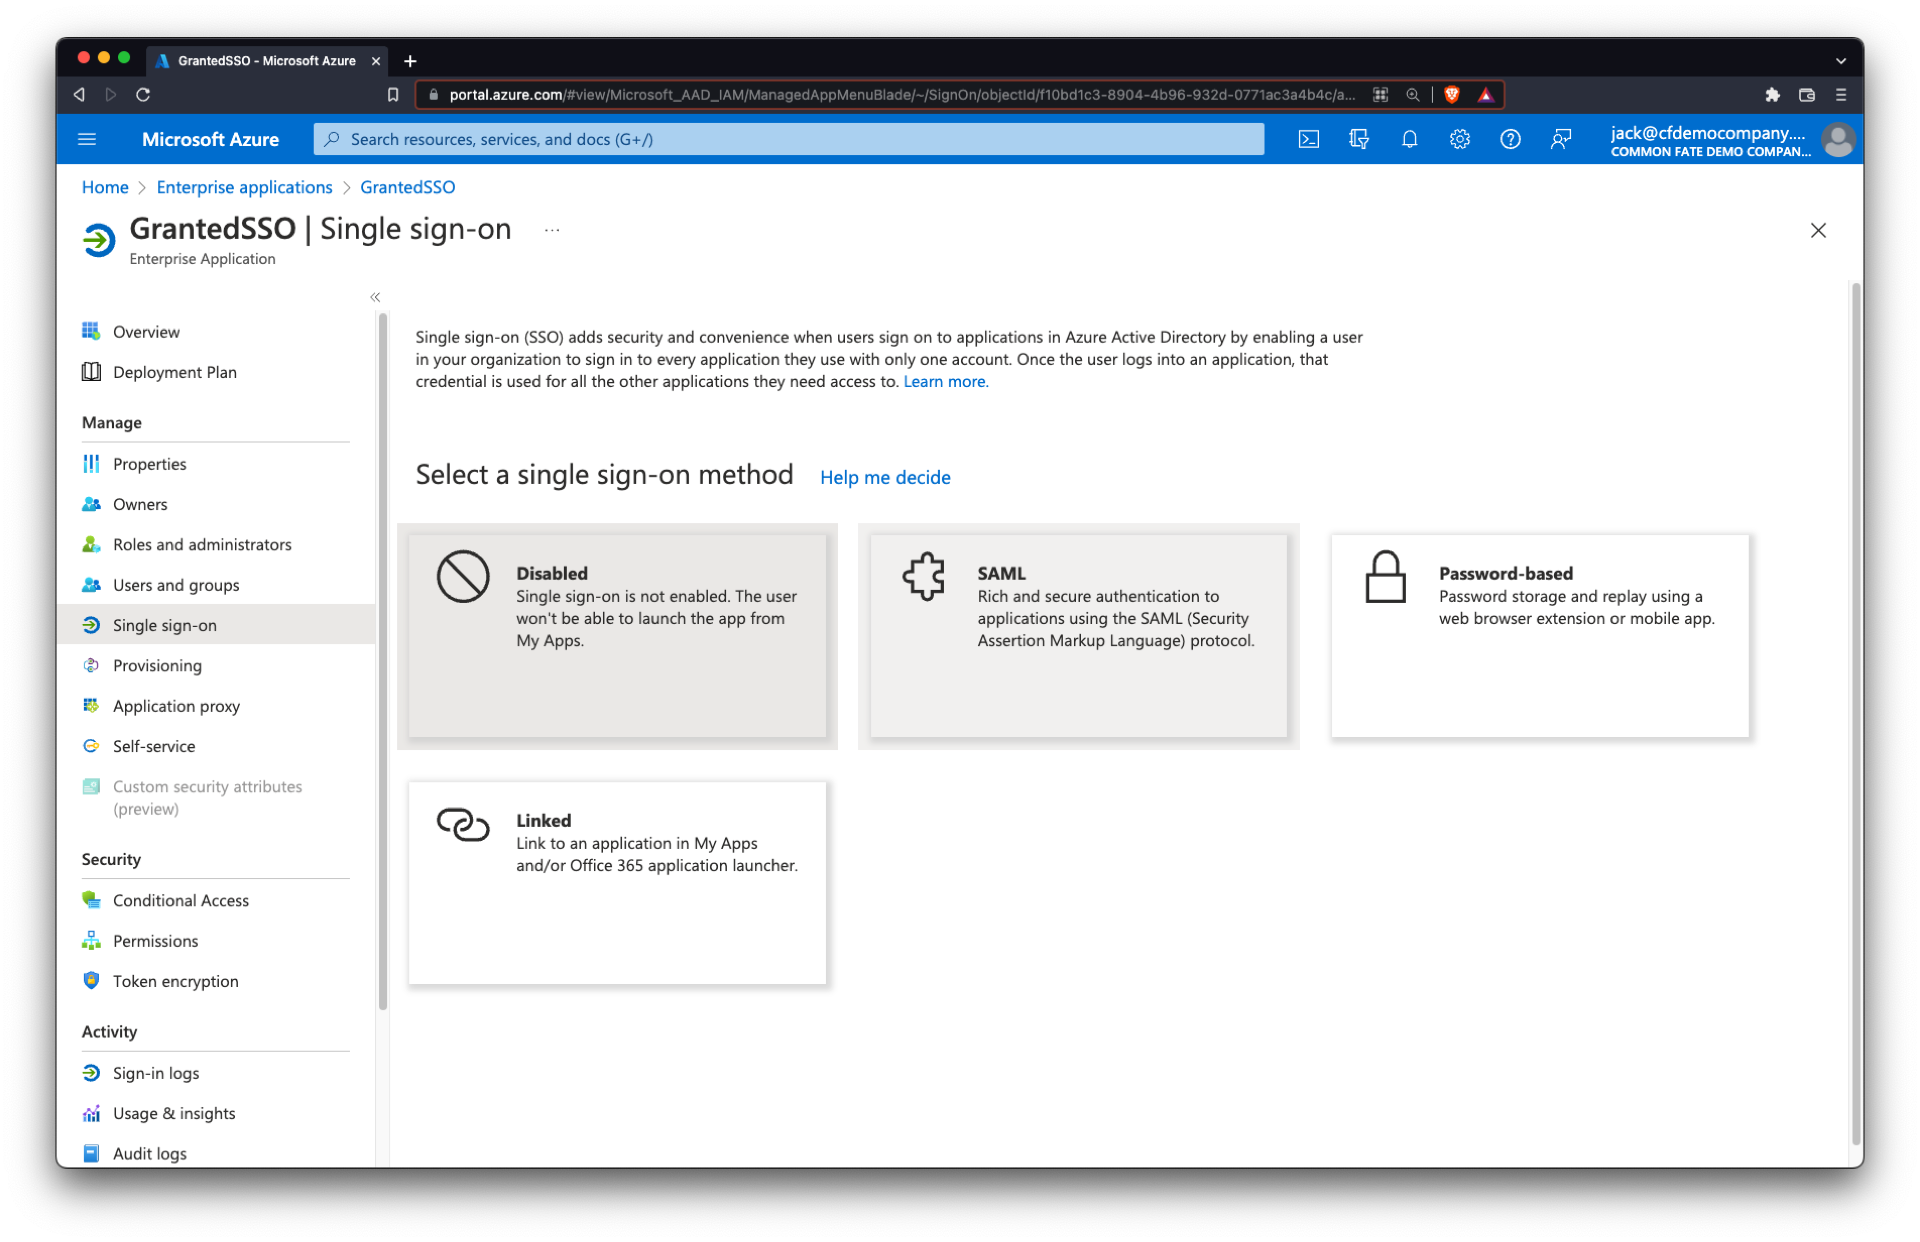 GrantedSSO - Microsoft Azure
portal.azure.com/#view/Microsoft_AAD_IAM/ManagedAppMenuBlade/~/SignOn/objectId/f10bd1c3-8904-4b96-932d-0771ac3a4b4c/a...
Microsoft Azure
Search resources, services, and docs (G+/)
jack@cfdemocompany....
COMMON FATE DEMO COMPAN...
Home > Enterprise applications > GrantedSSO
GrantedSSO | Single sign-on ...
Enterprise Application
Overview
Deployment Plan
Manage
Properties
Owners
Roles and administrators
Users and groups
Single sign-on
Provisioning
Application proxy
Self-service
Custom security attributes
(preview)
Security
Conditional Access
Permissions
Token encryption
Activity
Sign-in logs
Usage & insights
Audit logs
Single sign-on (SSO) adds security and convenience when users sign on to applications in Azure Active Directory by enabling a user
in your organization to sign in to every application they use with only one account. Once the user logs into an application, that
credential is used for all the other applications they need access to. Learn more.
Select a single sign-on method Help me decide
Disabled
Single sign-on is not enabled. The user
won't be able to launch the app from
My Apps.
SAML
Rich and secure authentication to
applications using the SAML (Security
Assertion Markup Language) protocol.
Password-based
Password storage and replay using a
web browser extension or mobile app.
Linked
Link to an application in My Apps
and/or Office 365 application launcher.